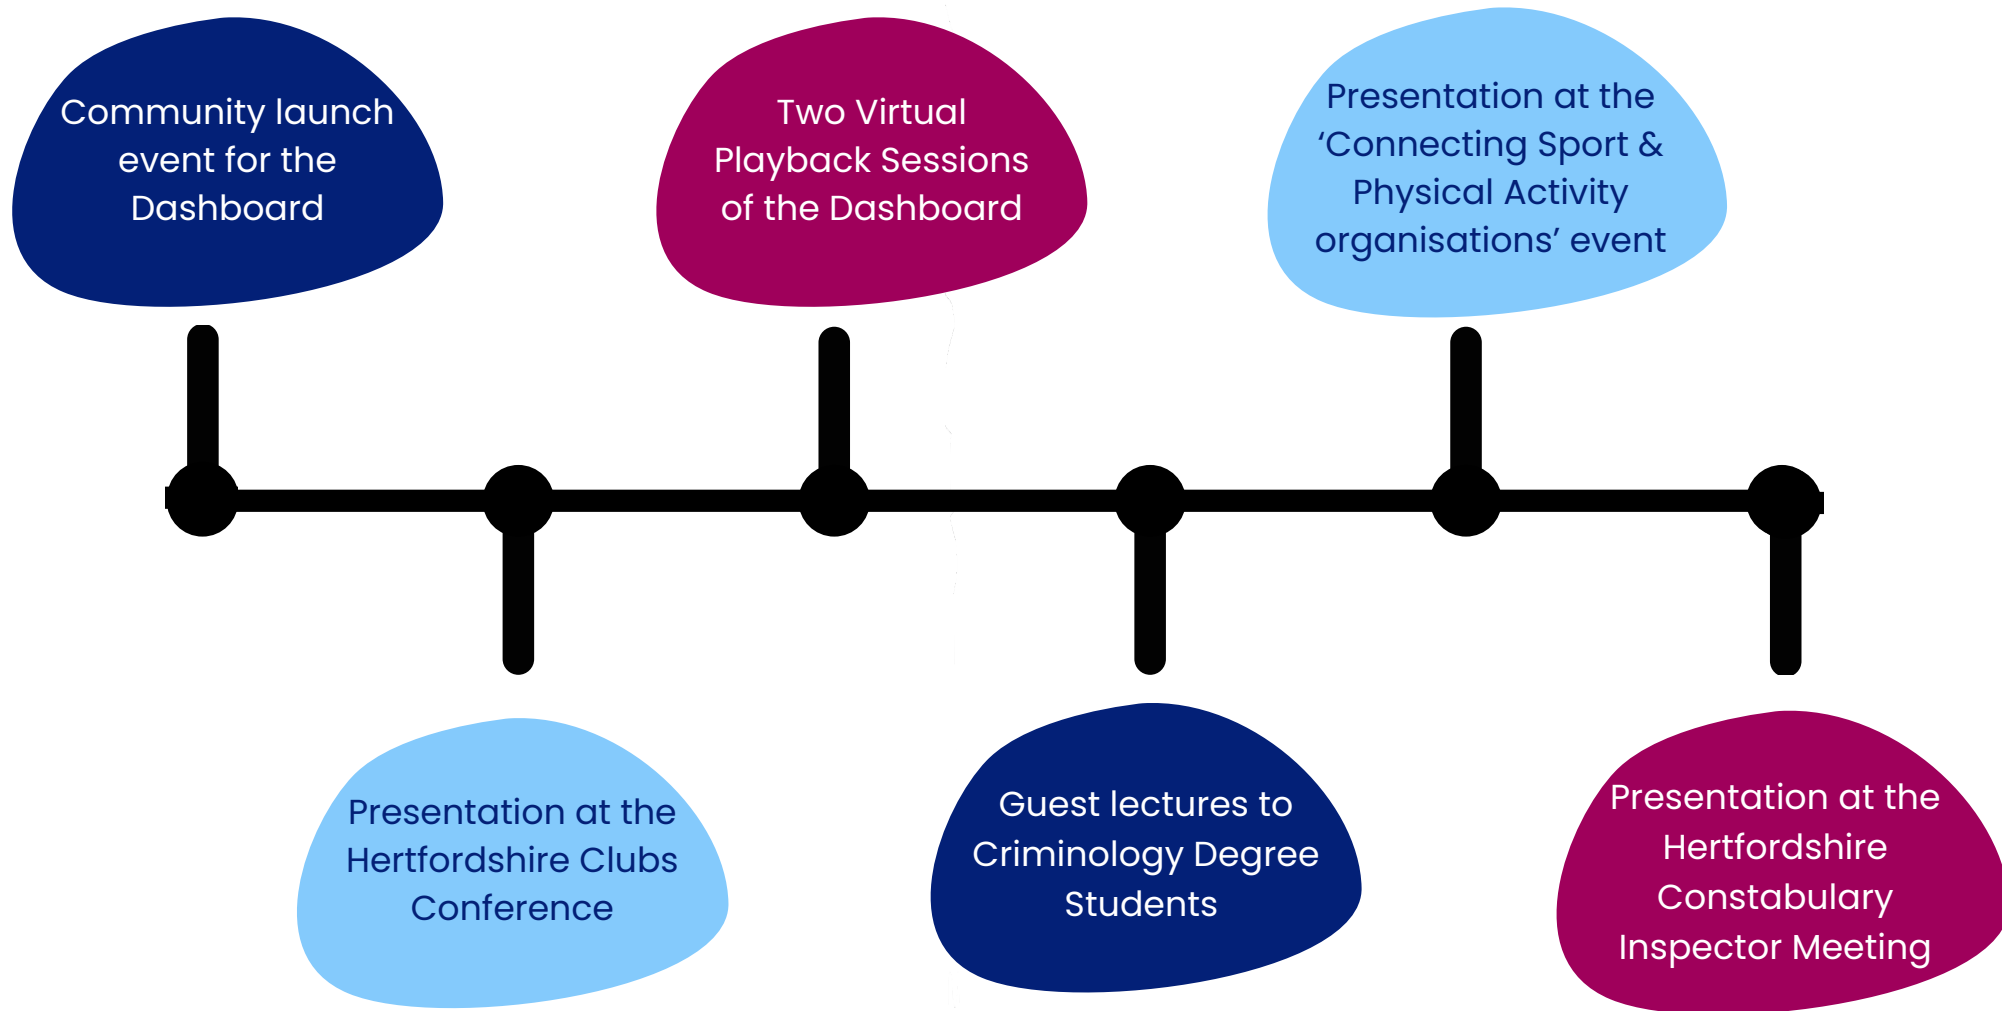 Community launch
event for the
Dashboard
Presentation at the
Hertfordshire Clubs
Conference
Two Virtual
Playback Sessions
of the Dashboard
Guest lectures to
Criminology Degree
Students
Presentation at the
‘Connecting Sport &
Physical Activity
organisations’ event
Presentation at the
Hertfordshire
Constabulary
Inspector Meeting